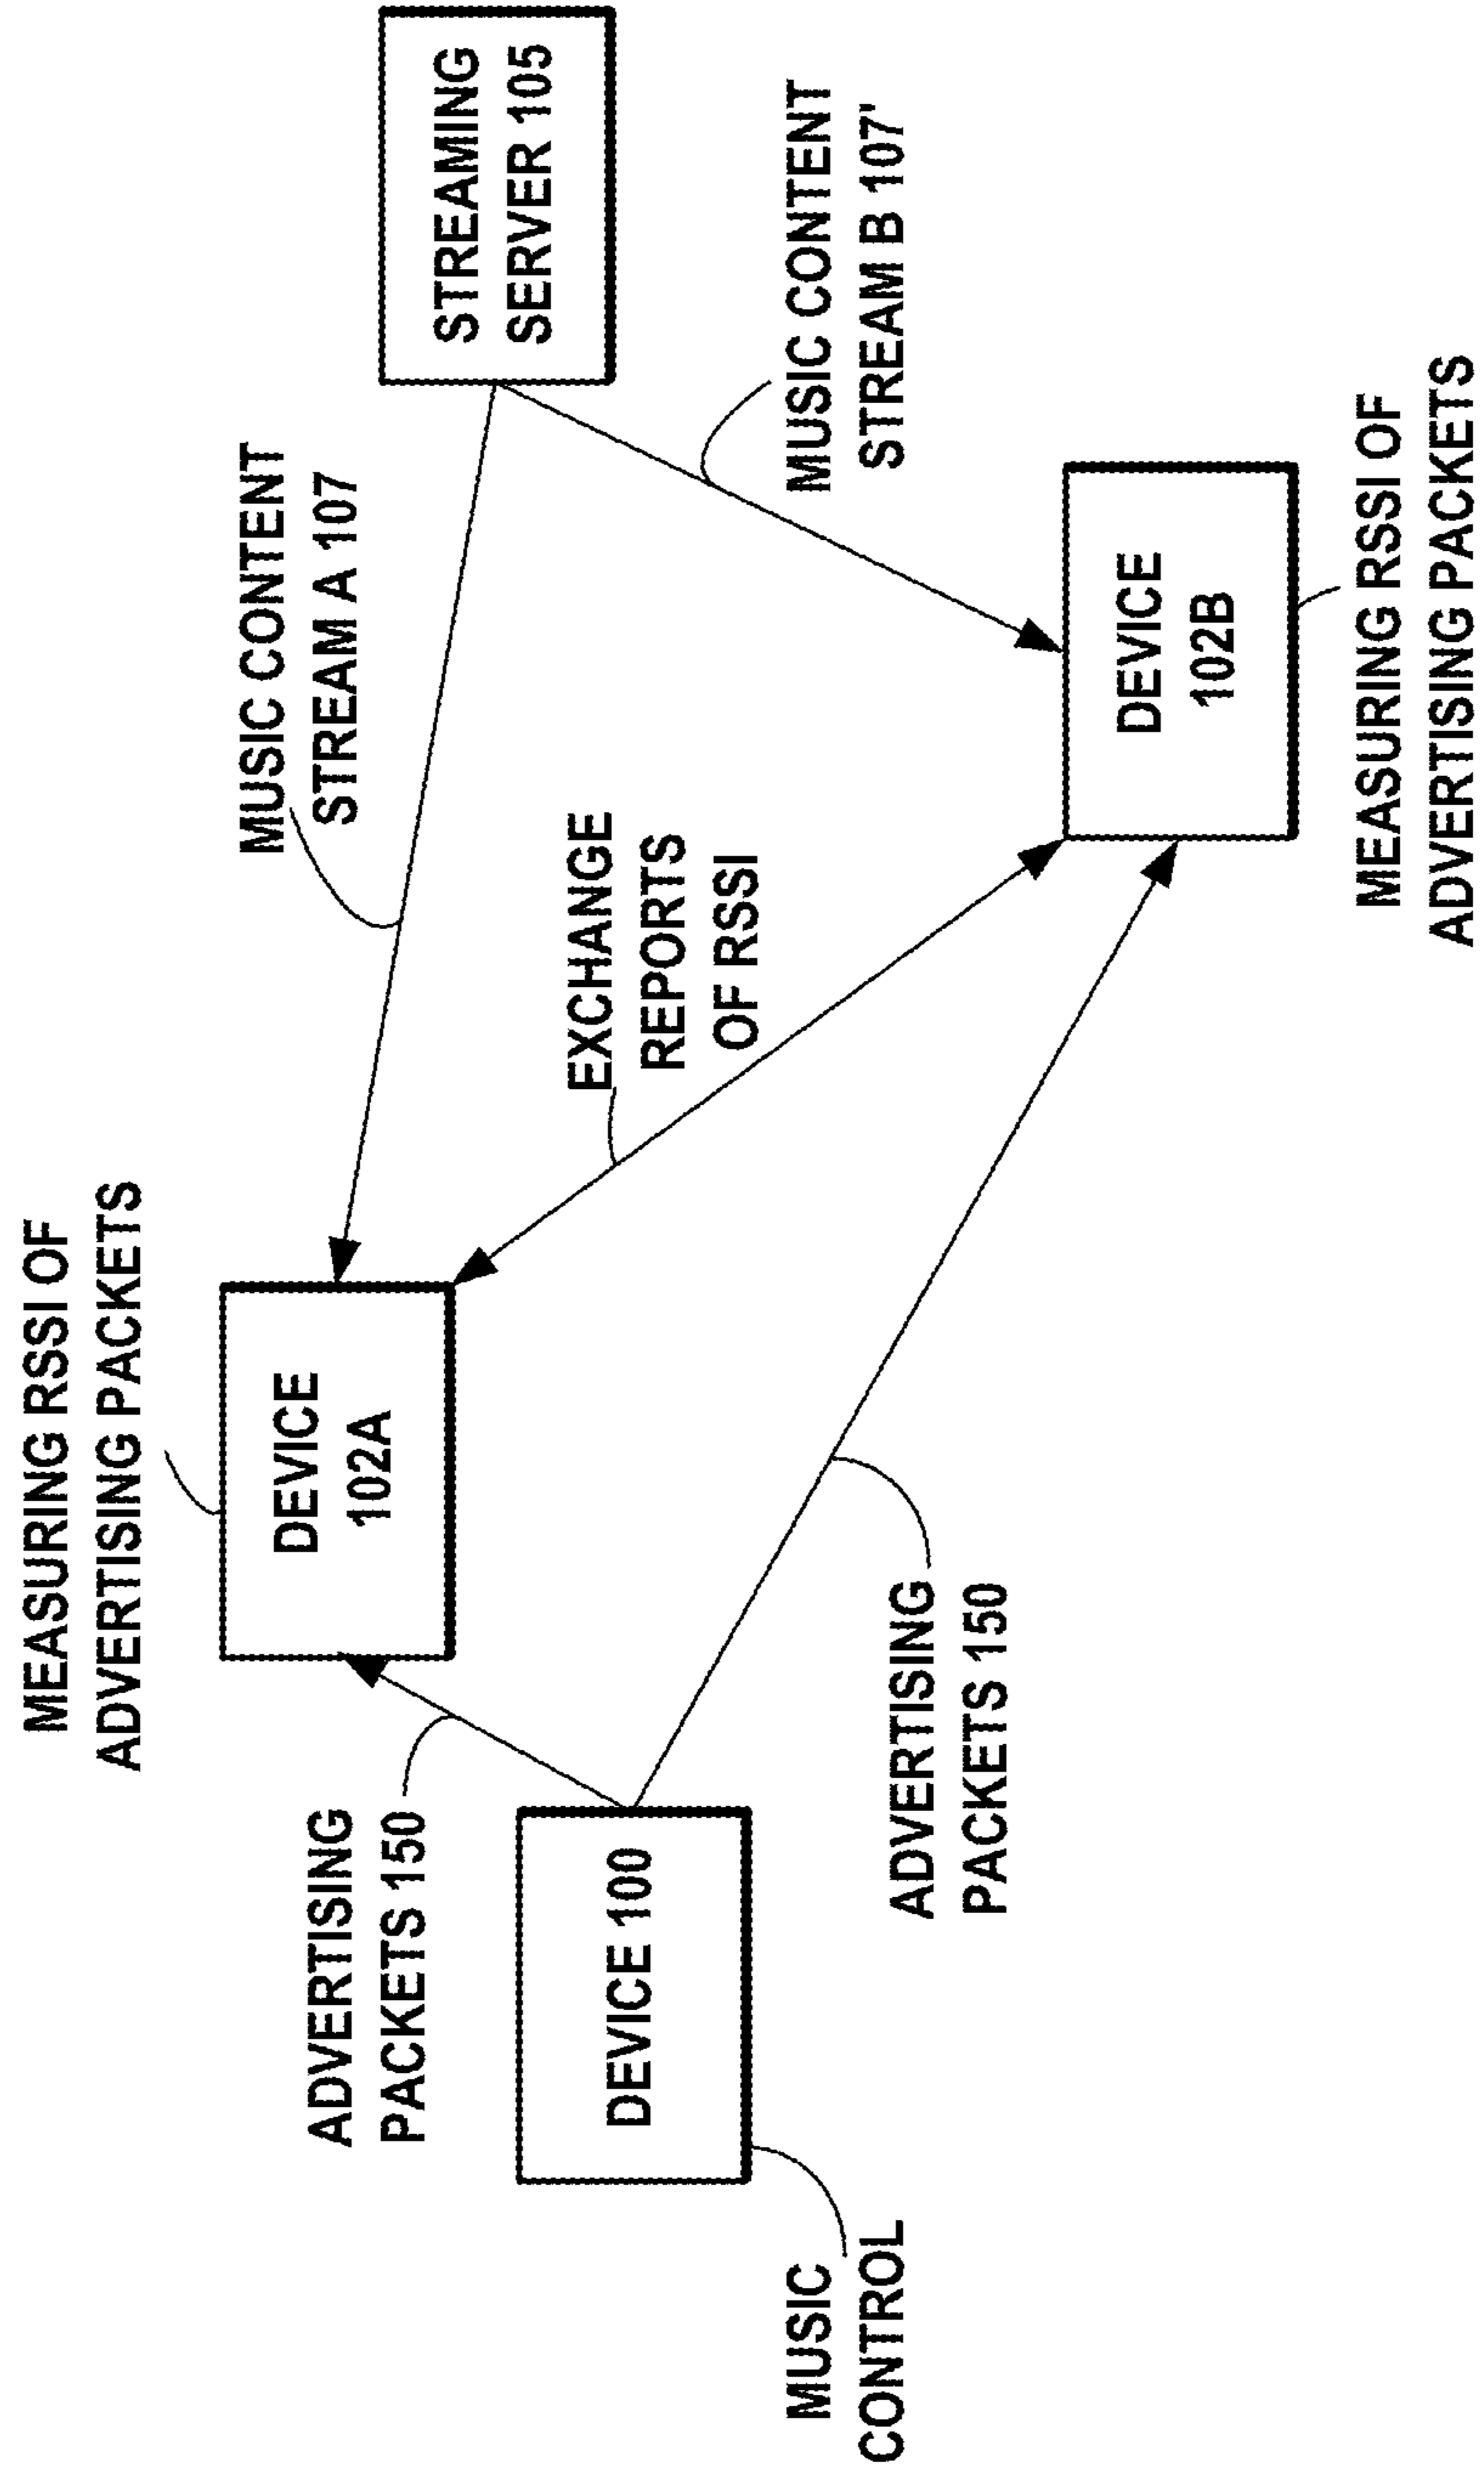 MEASURING RSSI OF
ADVERTISING PACKETS
MUSIC CONTENT
STREAM A 107
ADVERTISING
PACKETS 150
DEVICE
102A
STREAMING
SERVER 105
EXCHANGE
REPORTS
OF RSSI
DEVICE 100
MUSIC CONTENT
STREAM B 107'
MUSIC
CONTROL
ADVERTISING
PACKETS 150
DEVICE
102B
MEASURING RSSI OF
ADVERTISING PACKETS